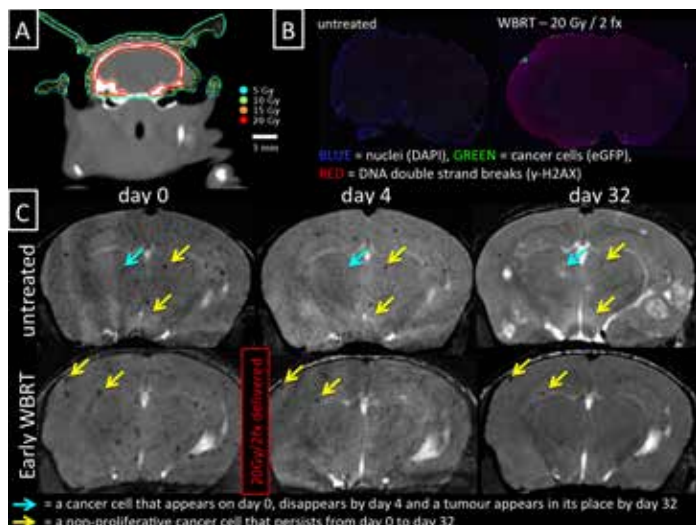 A
5 Gy
10 Gy
15 Gy
20 Gy
3 mm
B
untreated
WBRT – 20 Gy / 2 fx
BLUE = nuclei (DAPI), GREEN = cancer cells (eGFP),
RED = DNA double strand breaks (γ-H2AX)
C
day 0
day 4
day 32
untreated
Early WBRT
20Gy/2fx delivered
= a cancer cell that appears on day 0, disappears by day 4 and a tumour appears in its place by day 32
= a non-proliferative cancer cell that persists from day 0 to day 32